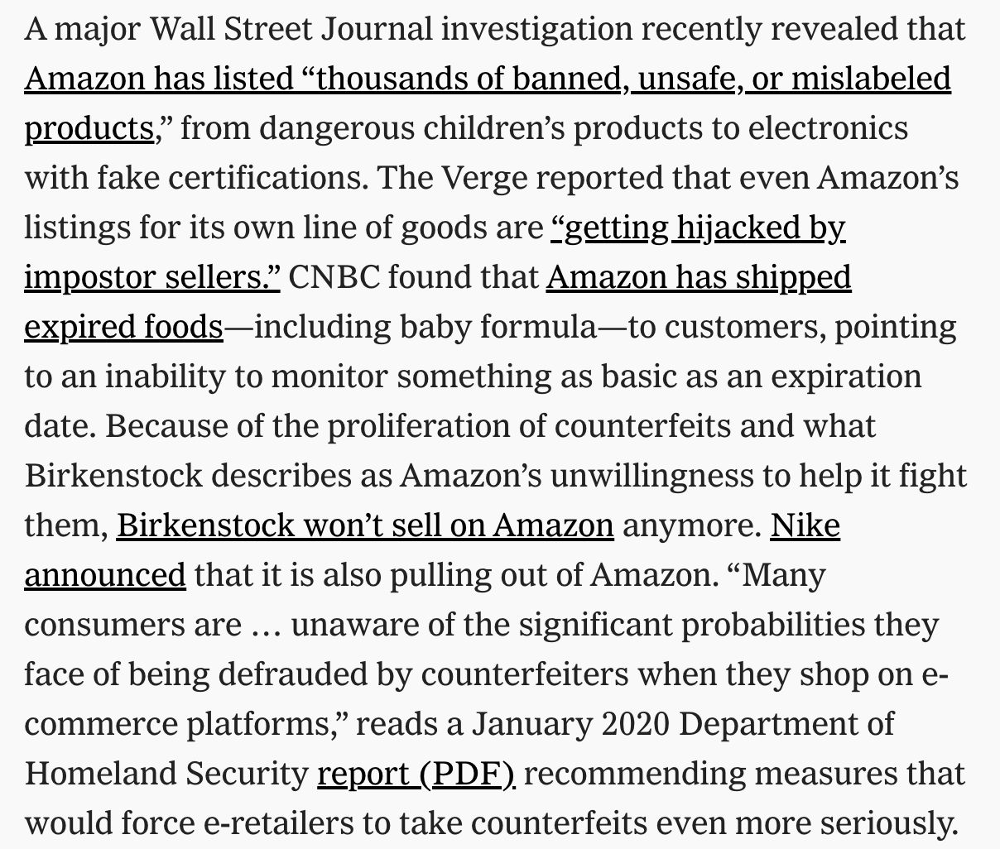 A major Wall Street Journal investigation recently revealed that
Amazon has listed “thousands of banned, unsafe, or mislabeled
products,” from dangerous children’s products to electronics
with fake certifications. The Verge reported that even Amazon’s
listings for its own line of goods are “getting hijacked by
impostor sellers.” CNBC found that Amazon has shipped
expired foods—including baby formula—to customers, pointing
to an inability to monitor something as basic as an expiration
date. Because of the proliferation of counterfeits and what
Birkenstock describes as Amazon’s unwillingness to help it fight
them, Birkenstock won’t sell on Amazon anymore. Nike
announced that it is also pulling out of Amazon. “Many
consumers are … unaware of the significant probabilities they
face of being defrauded by counterfeiters when they shop on e-
commerce platforms,” reads a January 2020 Department of
Homeland Security report (PDF) recommending measures that
would force e-retailers to take counterfeits even more seriously.